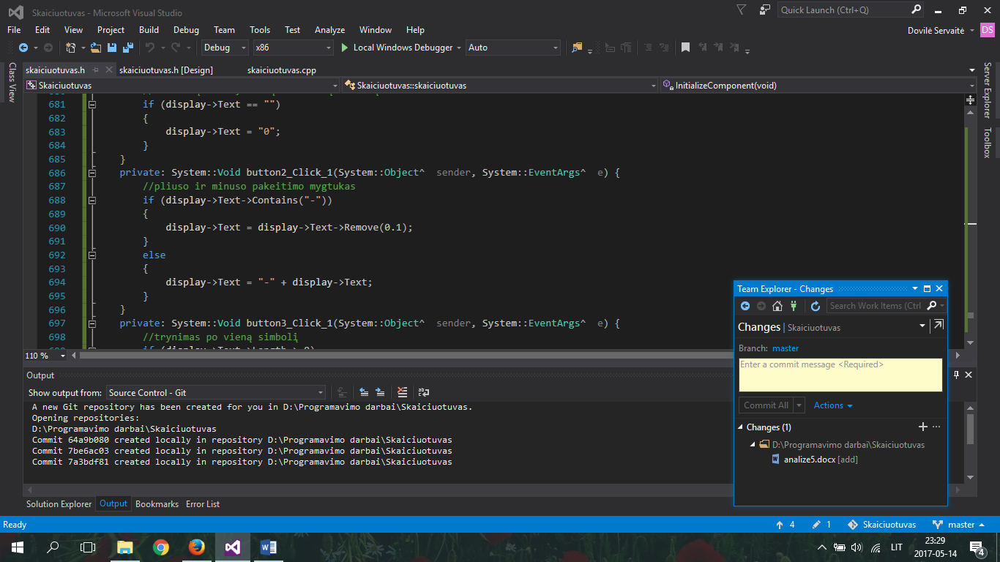 Skaiciuotuvas - Microsoft Visual Studio
Quick Launch (Ctrl+Q)
File Edit View Project Build Debug Team Tools Test Analyze Window Help
Dovilė Servaitė DS
Debug x86 Local Windows Debugger Auto
Class View
skaiciuotuvas.h skaiciuotuvas.h [Design] skaiciuotuvas.cpp
Skaiciuotuvas Skaiciuotuvas::skaiciuotuvas InitializeComponent(void)
681 if (display->Text == "")
682 {
683 display->Text = "0";
684 }
685 }
686 private: System::Void button2_Click_1(System::Object^  sender, System::EventArgs^  e) {
687 //pliuso ir minuso pakeitimo mygtukas
688 if (display->Text->Contains("-"))
689 {
690 display->Text = display->Text->Remove(0.1);
691 }
692 else
693 {
694 display->Text = "-" + display->Text;
695 }
696 }
697 private: System::Void button3_Click_1(System::Object^  sender, System::EventArgs^  e) {
698 //trynimas po vieną simbolį
110 %
Server Explorer
Toolbox
Team Explorer - Changes
Search Work Items (Ctrl
Changes | Skaiciuotuvas
Branch: master
Enter a commit message <Required>
Commit All Actions
Changes (1)
D:\Programavimo darbai\Skaiciuotuvas
analize5.docx [add]
Output
Show output from: Source Control - Git
A new Git repository has been created for you in D:\Programavimo darbai\Skaiciuotuvas.
Opening repositories:
D:\Programavimo darbai\Skaiciuotuvas
Commit 64a9b080 created locally in repository D:\Programavimo darbai\Skaiciuotuvas
Commit 7be6ac03 created locally in repository D:\Programavimo darbai\Skaiciuotuvas
Commit 7a3bdf81 created locally in repository D:\Programavimo darbai\Skaiciuotuvas
Solution Explorer Output Bookmarks Error List
Ready 4 1 Skaiciuotuvas master
LIT
23:29
2017-05-14
4